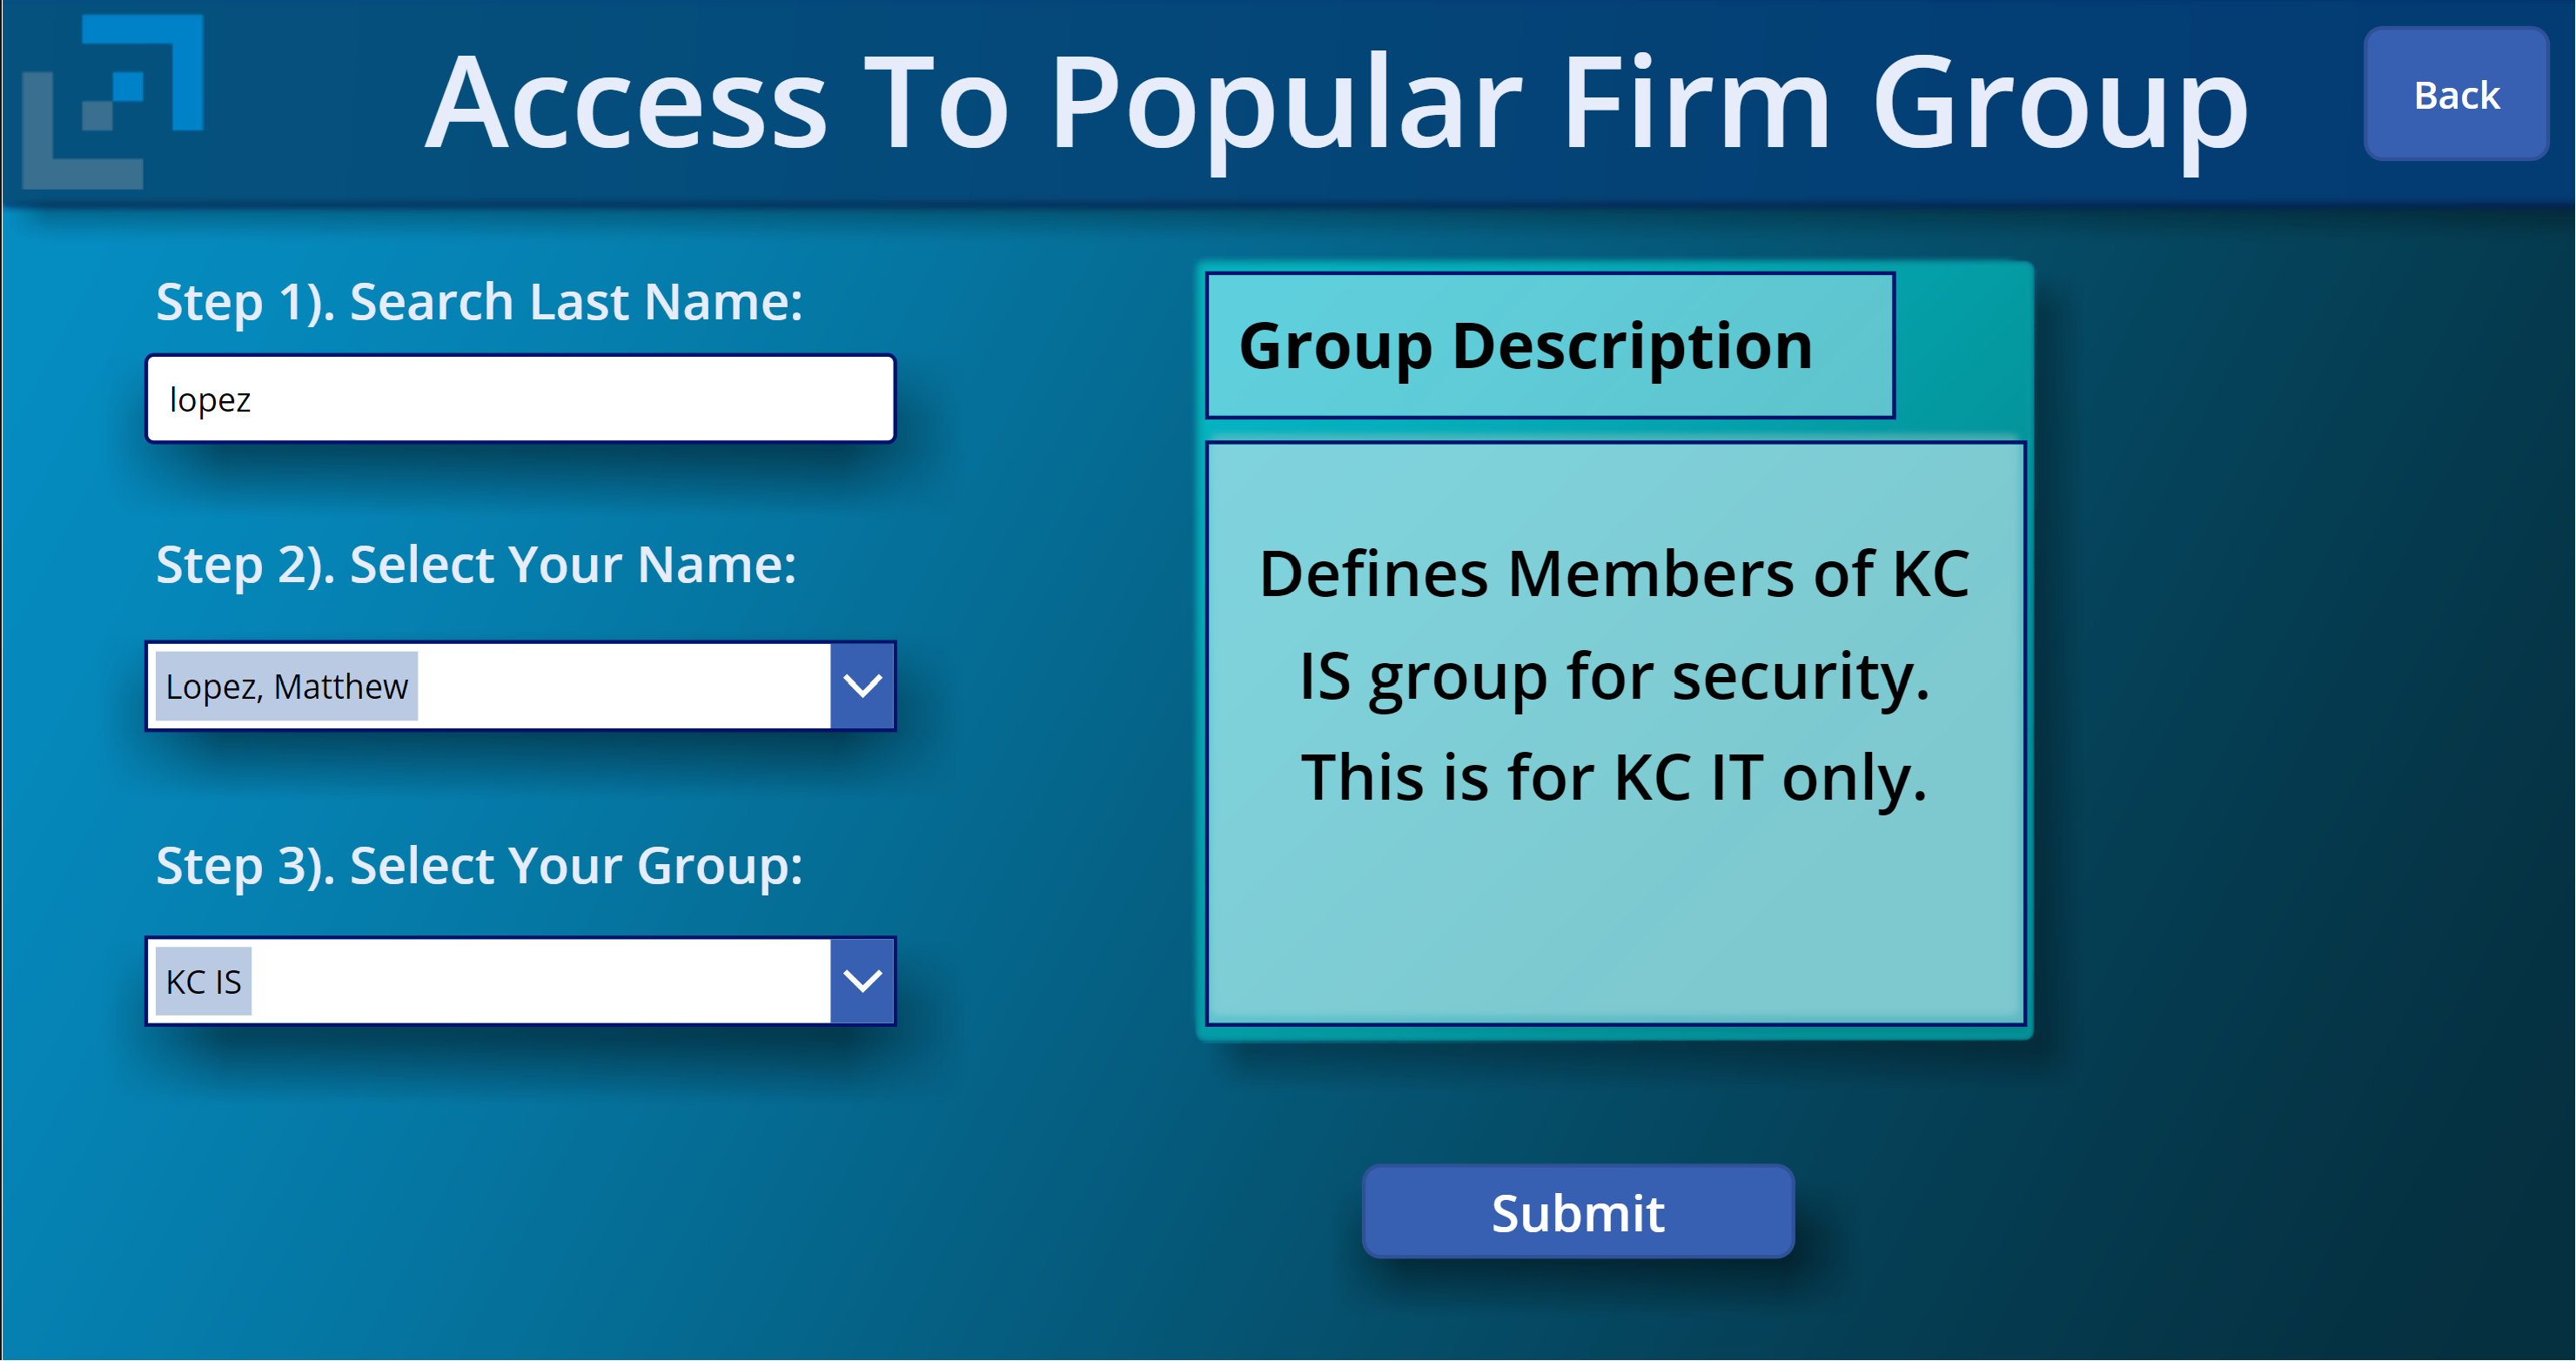 Access To Popular Firm Group
Back
Step 1). Search Last Name:
lopez
Step 2). Select Your Name:
Lopez, Matthew
Step 3). Select Your Group:
KC IS
Group Description
Defines Members of KC
IS group for security.
This is for KC IT only.
Submit